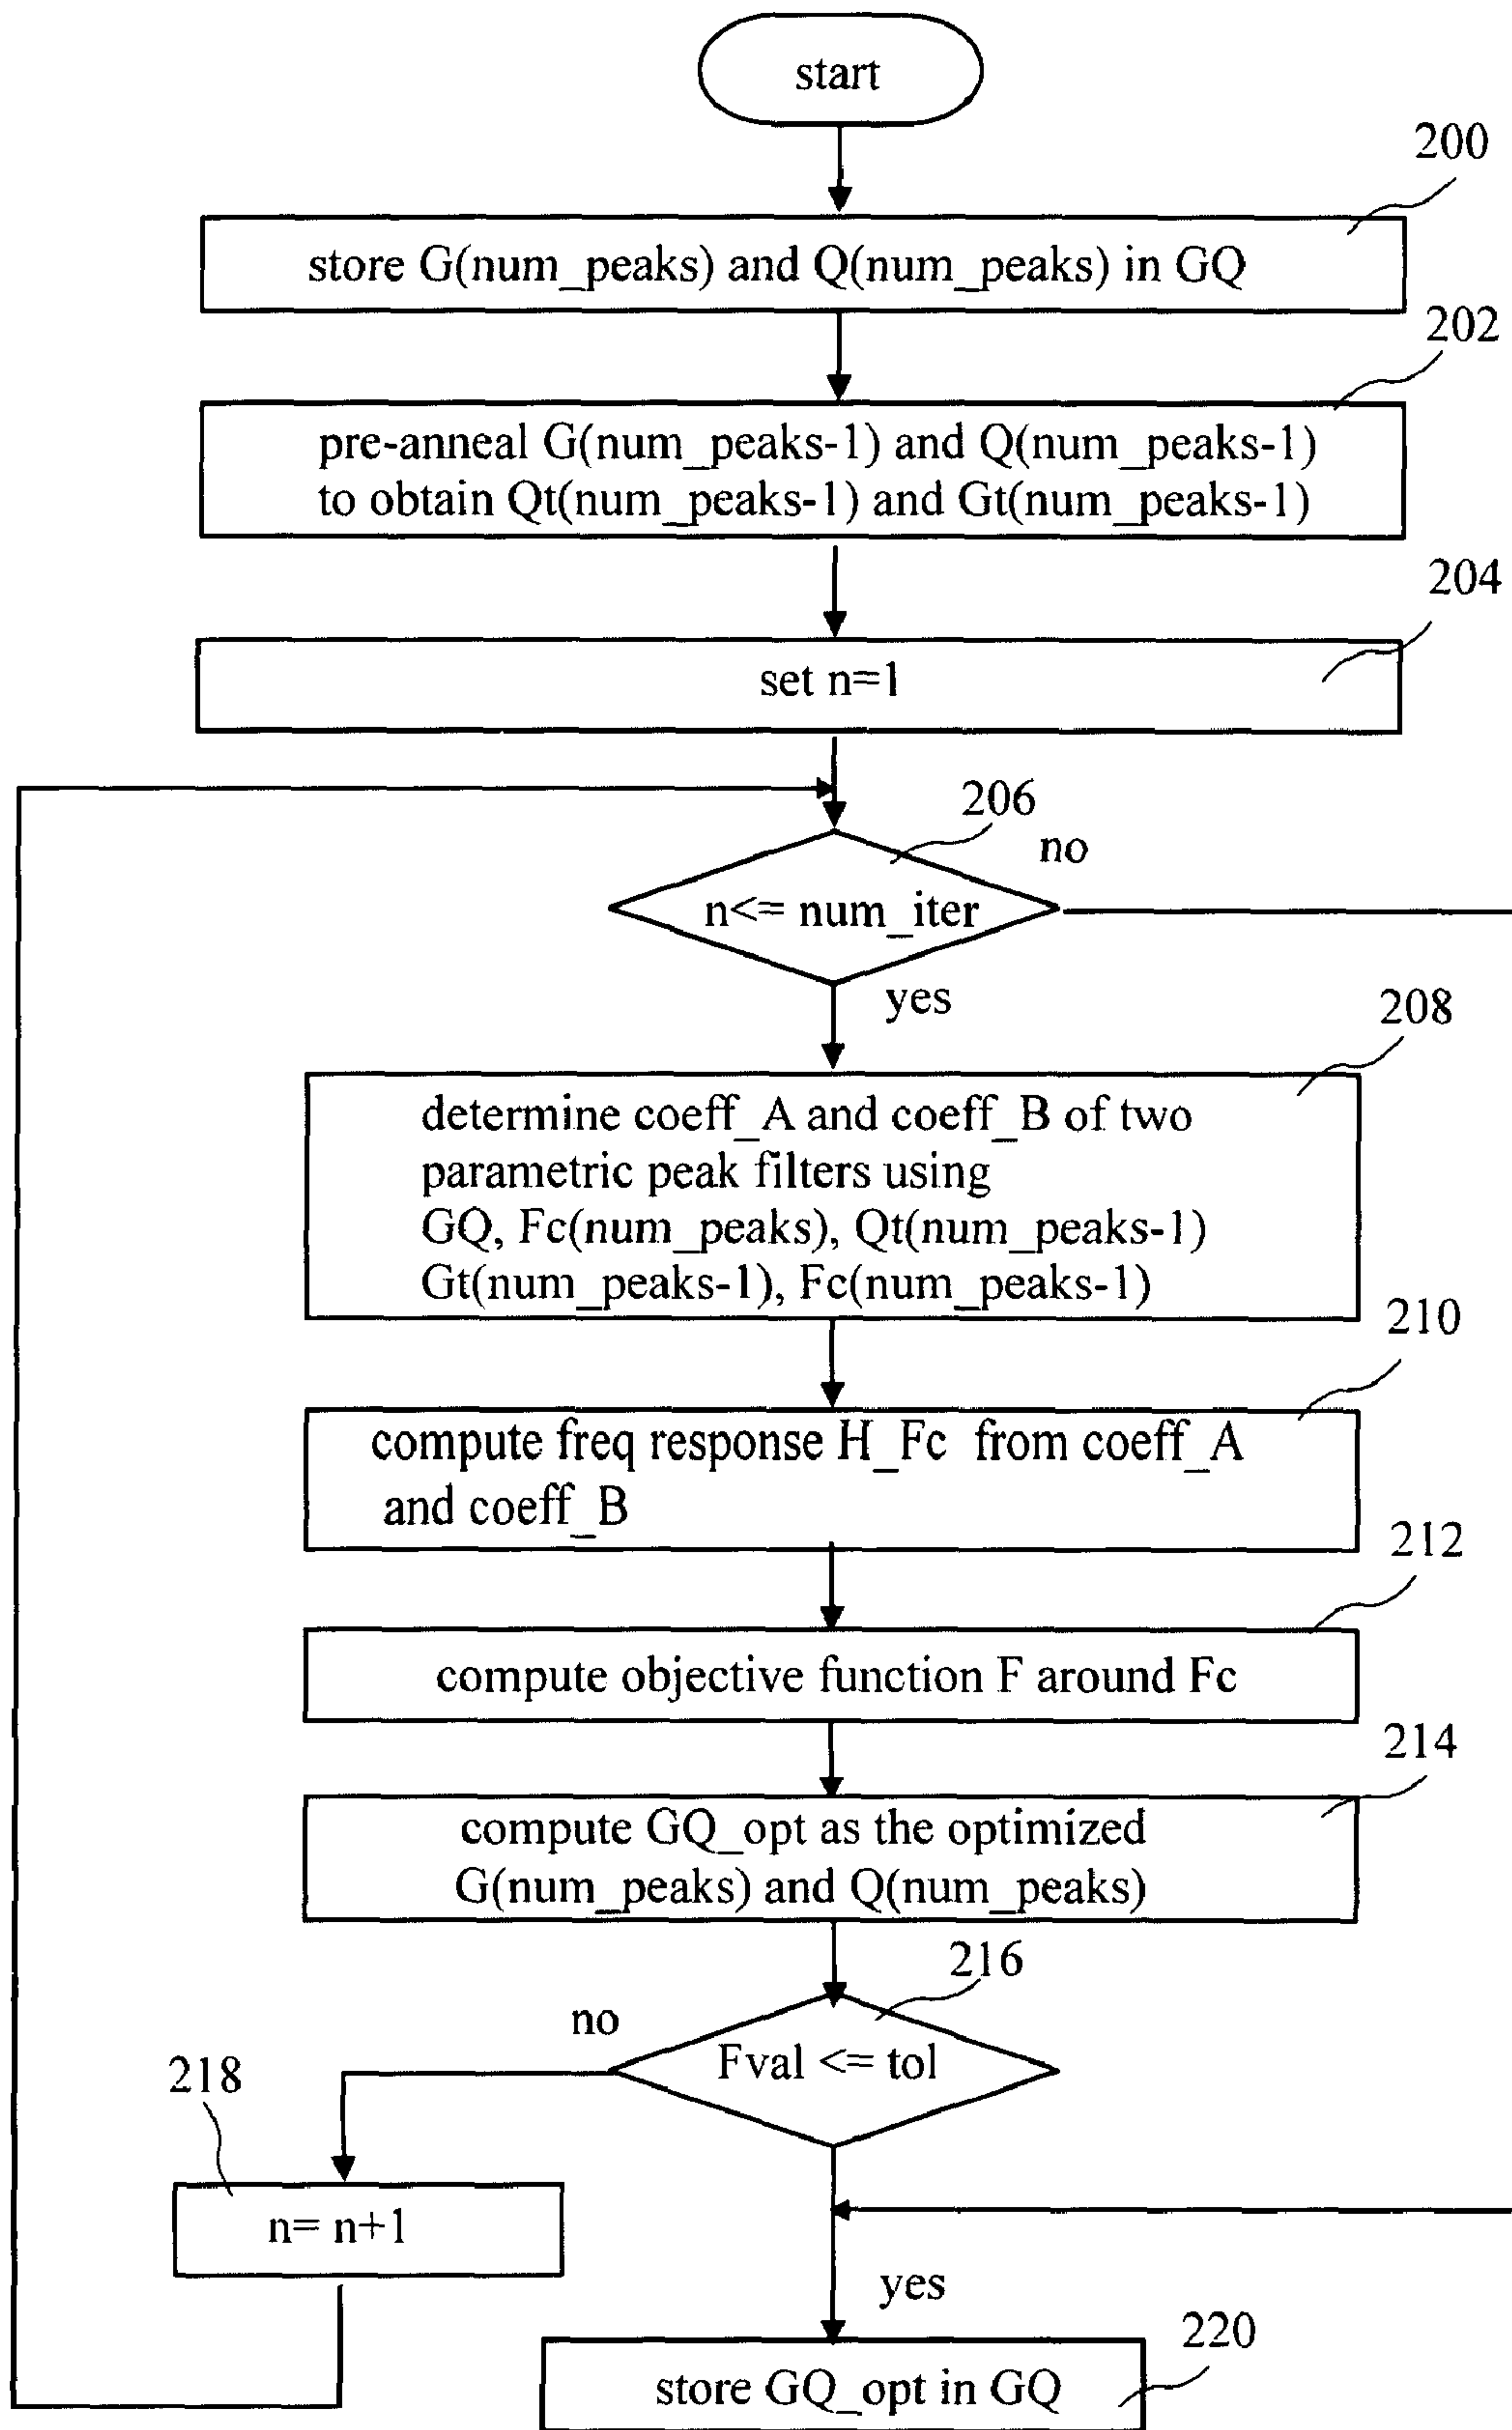 start
200
store G(num_peaks) and Q(num_peaks) in GQ
202
pre-anneal G(num_peaks-1) and Q(num_peaks-1)
to obtain Qt(num_peaks-1) and Gt(num_peaks-1)
204
set n=1
206
no
n<= num_iter
yes
208
determine coeff_A and coeff_B of two
parametric peak filters using
GQ, Fc(num_peaks), Qt(num_peaks-1)
Gt(num_peaks-1), Fc(num_peaks-1)
210
compute freq response H_Fc from coeff_A
and coeff_B
212
compute objective function F around Fc
214
compute GQ_opt as the optimized
G(num_peaks) and Q(num_peaks)
216
no
Fval <= tol
218
n= n+1
yes
220
store GQ_opt in GQ